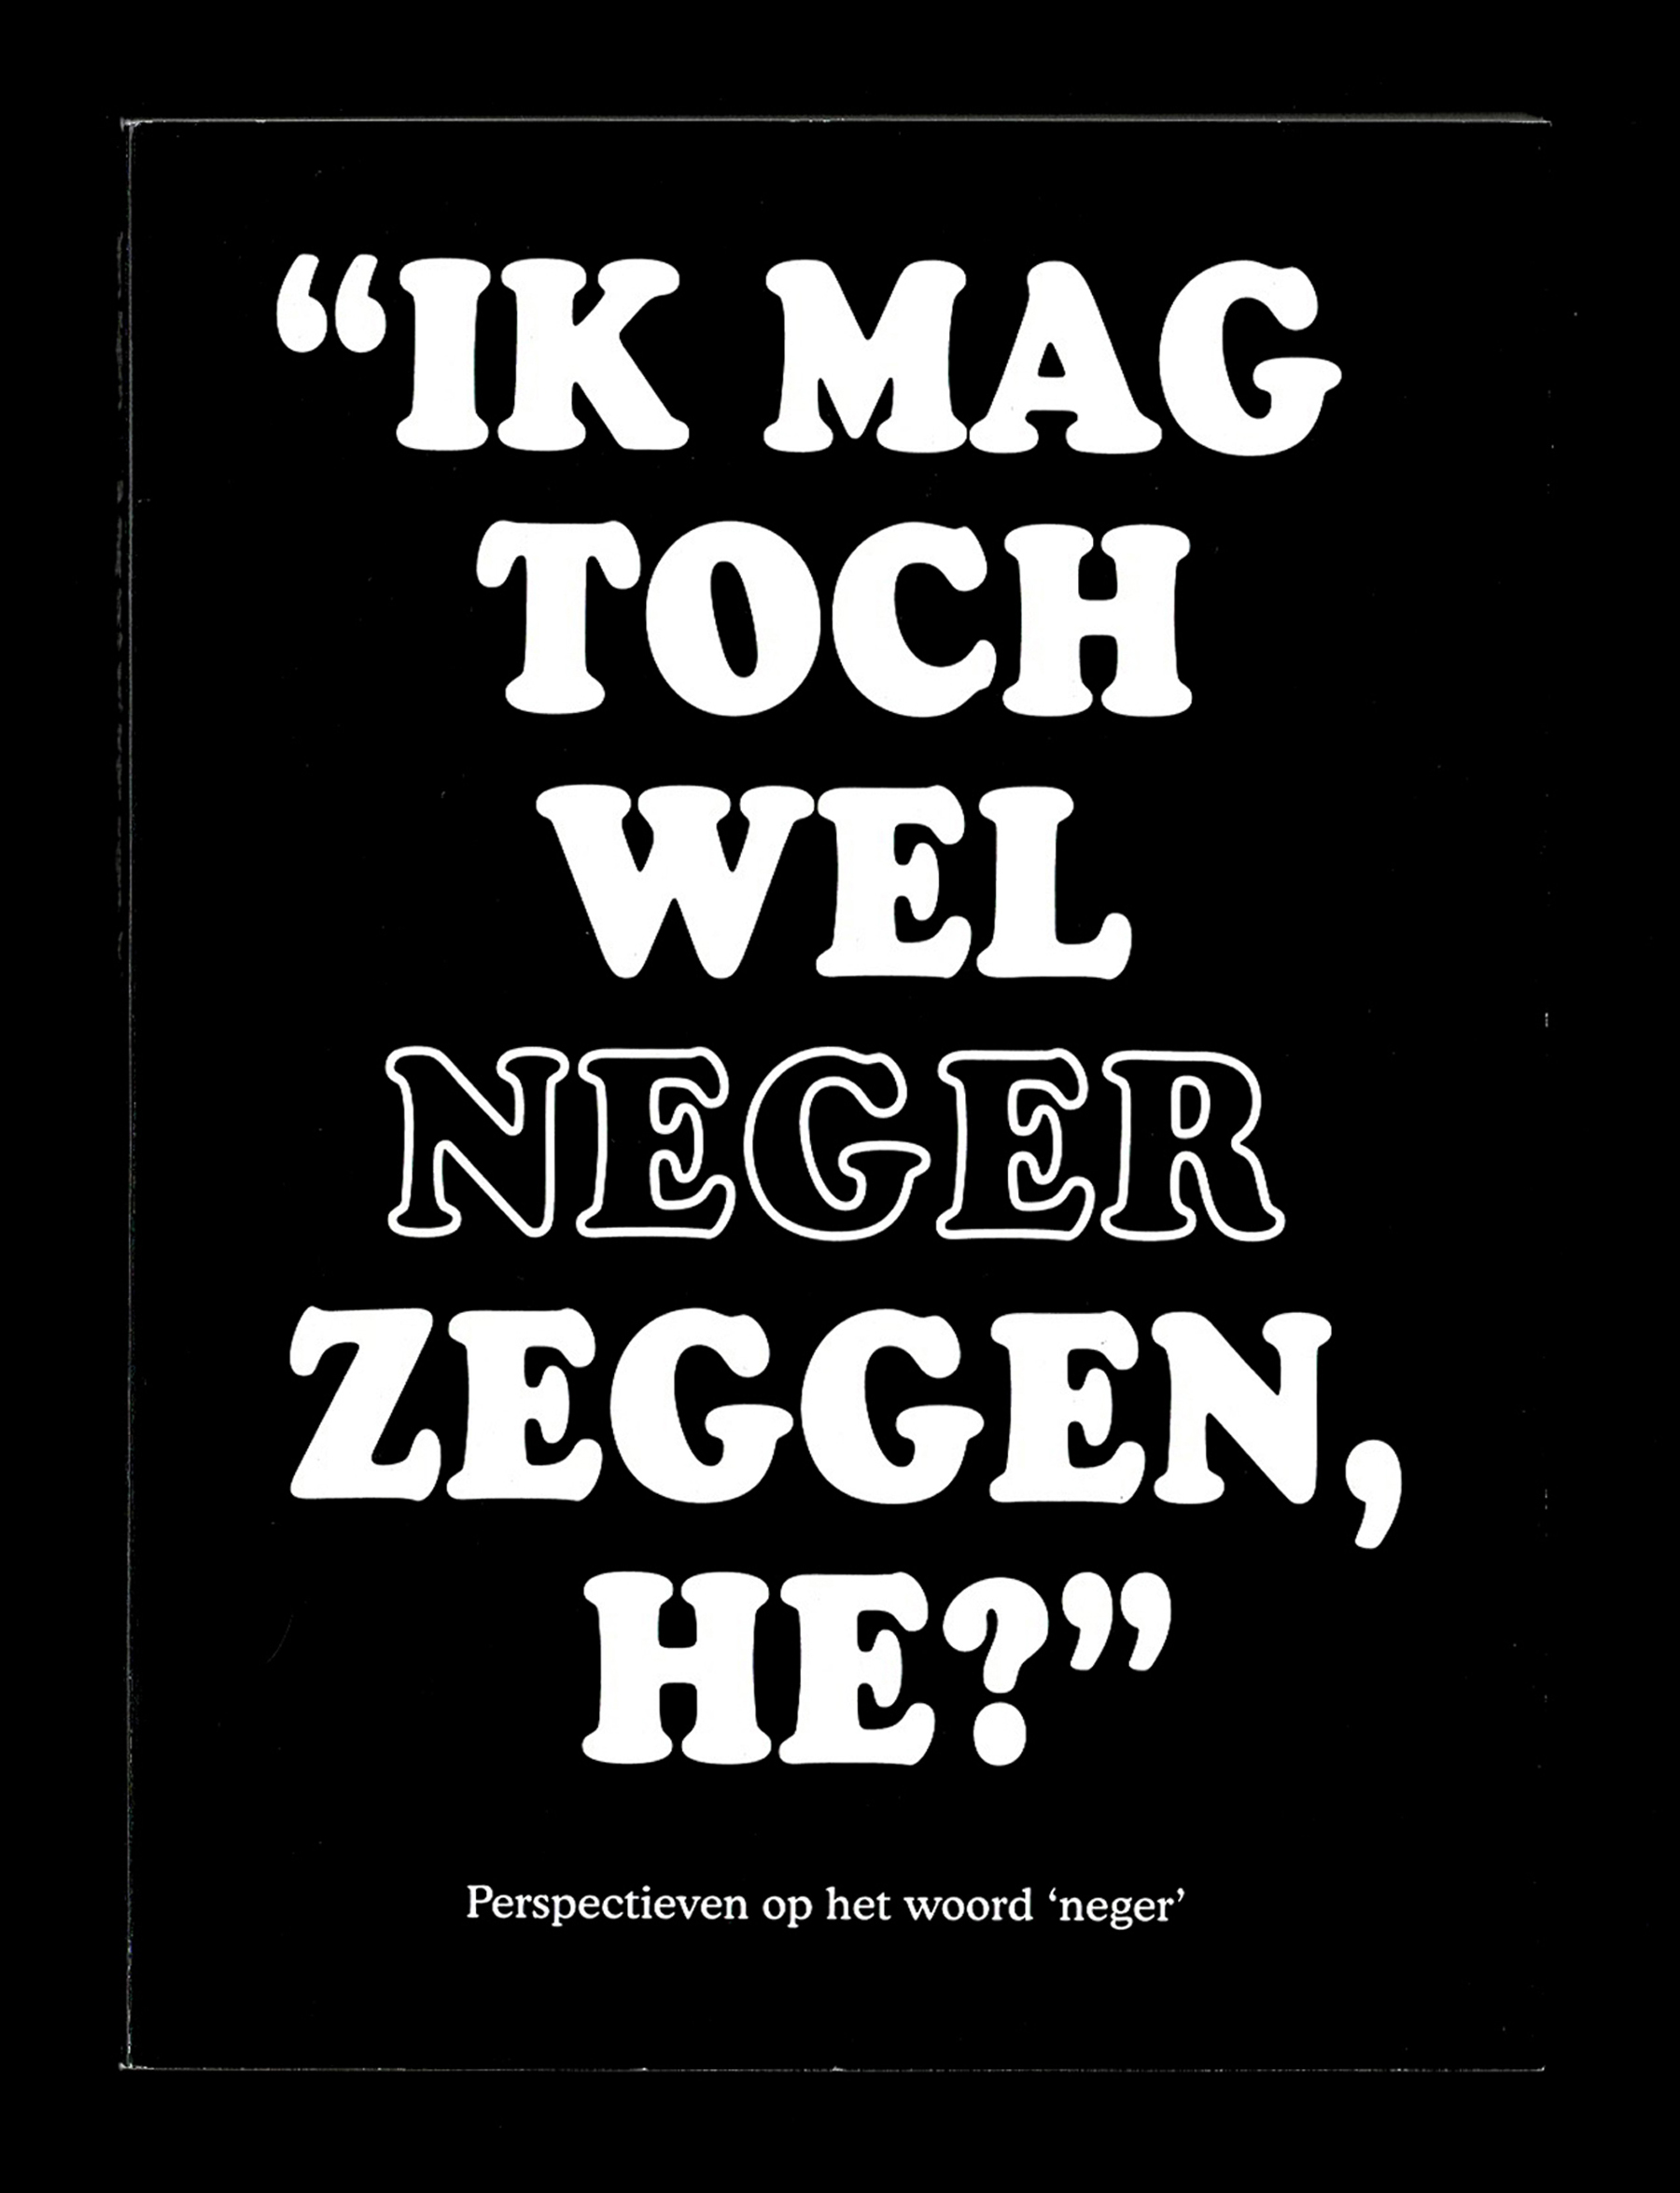 “IK MAG
TOCH
WEL
NEGER
ZEGGEN,
HE?”
Perspectieven op het woord ‘neger’